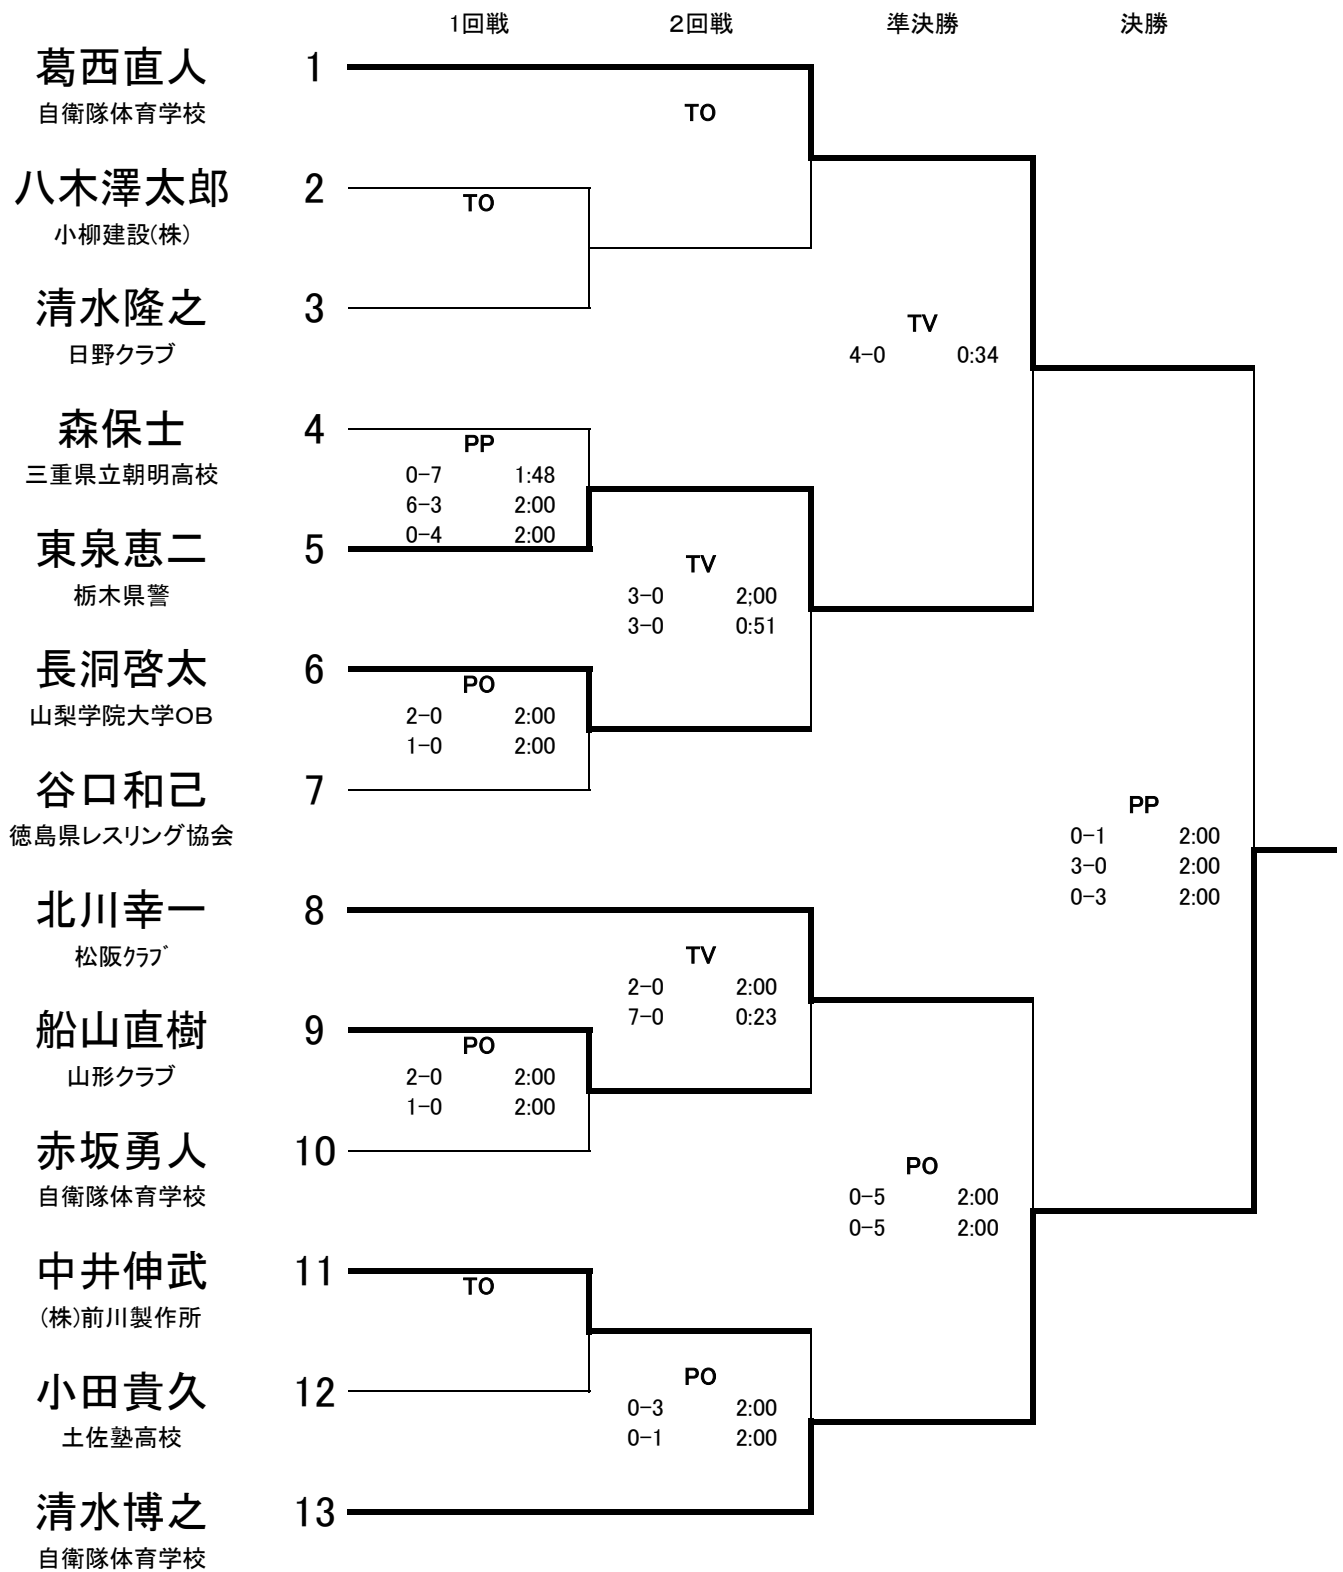 1回戦 2回戦 準決勝 決勝
葛西直人 1
自衛隊体育学校
TO
八木澤太郎 2
TO
小柳建設(株)
清水隆之 3
日野クラブ
TV
4-0 0:34
森保士 4
PP
三重県立朝明高校
0-7 1:48
6-3 2:00
0-4 2:00
東泉恵二 5
栃木県警
TV
3-0 2;00
3-0 0:51
長洞啓太 6
PO
山梨学院大学OB
2-0 2:00
1-0 2:00
谷口和己 7
徳島県レスリング協会
PP
0-1 2:00
3-0 2:00
0-3 2:00
北川幸一 8
松阪ｸﾗﾌﾞ
TV
2-0 2:00
7-0 0:23
船山直樹 9
PO
山形クラブ
2-0 2:00
1-0 2:00
赤坂勇人 10
自衛隊体育学校
PO
0-5 2:00
0-5 2:00
中井伸武 11
TO
(株)前川製作所
小田貴久 12
土佐塾高校
PO
0-3 2:00
0-1 2:00
清水博之 13
自衛隊体育学校